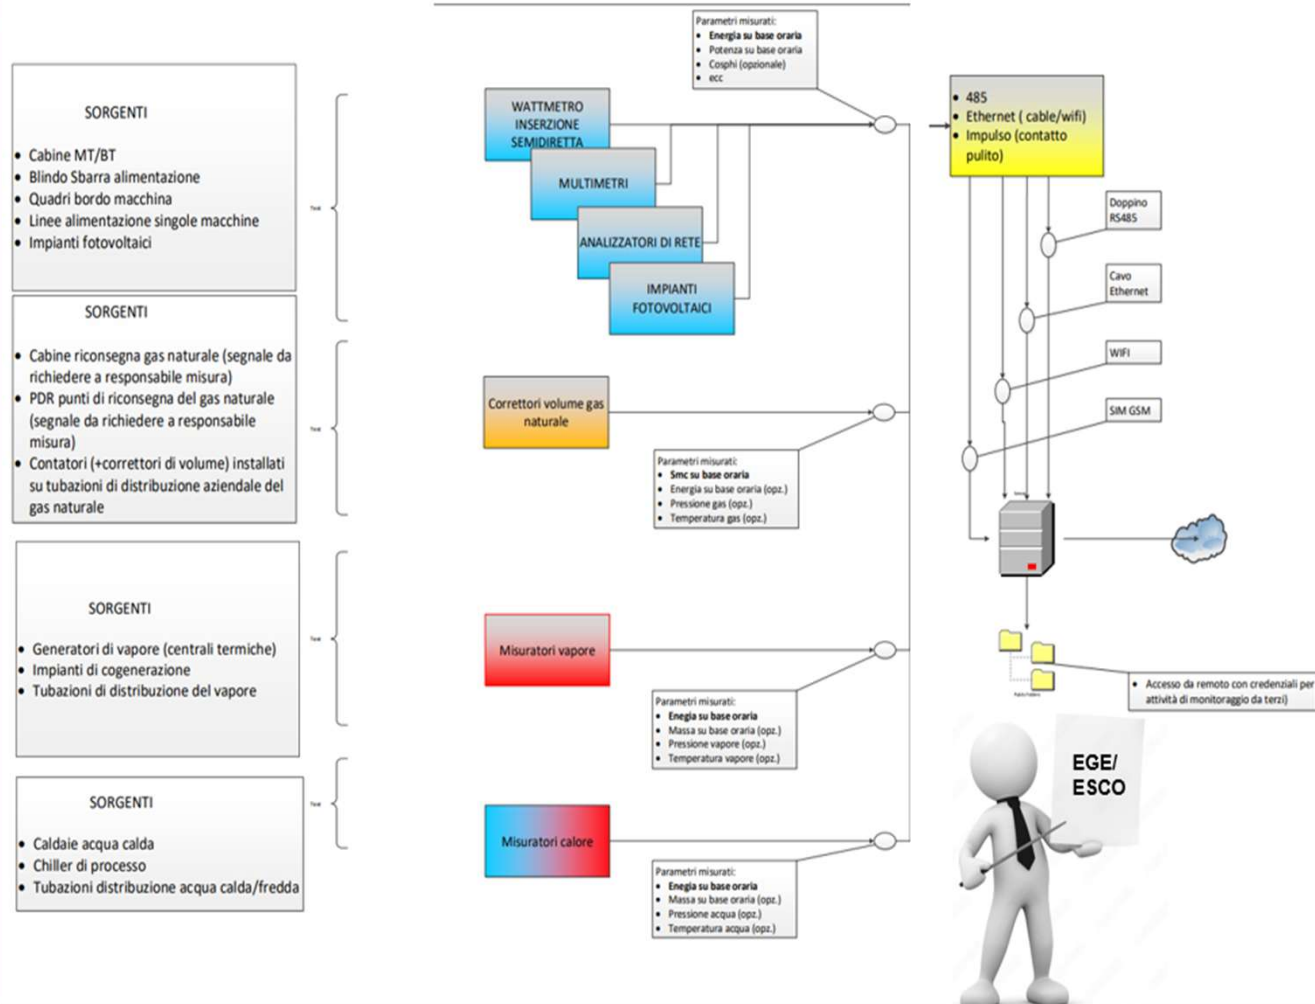 SORGENTI
• Cabine MT/BT
• Blindo Sbarra alimentazione
• Quadri bordo macchina
• Linee alimentazione singole macchine
• Impianti fotovoltaici
SORGENTI
• Cabine riconsegna gas naturale (segnale da
richiedere a responsabile misura)
• PDR punti di riconsegna del gas naturale
(segnale da richiedere a responsabile
misura)
• Contatori (+correttori di volume) installati
su tubazioni di distribuzione aziendale del
gas naturale
SORGENTI
• Generatori di vapore (centrali termiche)
• Impianti di cogenerazione
• Tubazioni di distribuzione del vapore
SORGENTI
• Caldaie acqua calda
• Chiller di processo
• Tubazioni distribuzione acqua calda/fredda
Text
Text
Text
Text
WATTMETRO
INSERZIONE
SEMIDIRETTA
MULTIMETRI
ANALIZZATORI DI RETE
IMPIANTI
FOTOVOLTAICI
Parametri misurati:
• Energia su base oraria
• Potenza su base oraria
• Cosphi (opzionale)
• ecc
Correttori volume gas
naturale
Parametri misurati:
• Smc su base oraria
• Energia su base oraria (opz.)
• Pressione gas (opz.)
• Temperatura gas (opz.)
Misuratori vapore
Parametri misurati:
• Enegia su base oraria
• Massa su base oraria (opz.)
• Pressione vapore (opz.)
• Temperatura vapore (opz.)
Misuratori calore
Parametri misurati:
• Enegia su base oraria
• Massa su base oraria (opz.)
• Pressione acqua (opz.)
• Temperatura acqua (opz.)
• 485
• Ethernet ( cable/wifi)
• Impulso (contatto
pulito)
Doppino
RS485
Cavo
Ethernet
WIFI
SIM GSM
• Accesso da remoto con credenziali per
attività di monitoraggio da terzi)
EGE/
ESCO